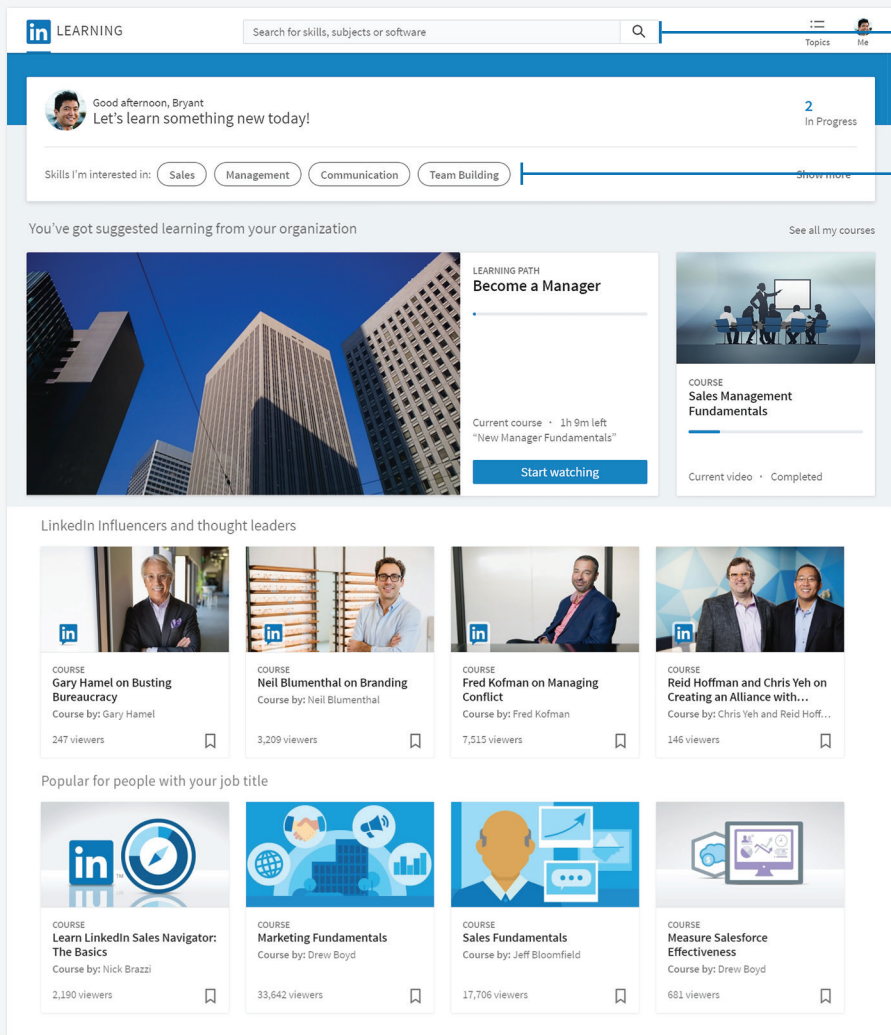 in LEARNING
Search for skills, subjects or software
Topics
Me
Good afternoon, Bryant
Let's learn something new today!
2
In Progress
Skills I'm interested in: Sales Management Communication Team Building Show more
You've got suggested learning from your organization
See all my courses
LEARNING PATH
Become a Manager
Current course · 1h 9m left
“New Manager Fundamentals”
Start watching
COURSE
Sales Management
Fundamentals
Current video · Completed
LinkedIn Influencers and thought leaders
in
COURSE
Gary Hamel on Busting
Bureaucracy
Course by: Gary Hamel
247 viewers
in
COURSE
Neil Blumenthal on Branding
Course by: Neil Blumenthal
3,209 viewers
in
COURSE
Fred Kofman on Managing
Conflict
Course by: Fred Kofman
7,515 viewers
in
COURSE
Reid Hoffman and Chris Yeh on
Creating an Alliance with...
Course by: Chris Yeh and Reid Hoff...
146 viewers
Popular for people with your job title
in TM
COURSE
Learn LinkedIn Sales Navigator:
The Basics
Course by: Nick Brazzi
2,190 viewers
COURSE
Marketing Fundamentals
Course by: Drew Boyd
33,642 viewers
COURSE
Sales Fundamentals
Course by: Jeff Bloomfield
17,706 viewers
COURSE
Measure Salesforce
Effectiveness
Course by: Drew Boyd
681 viewers